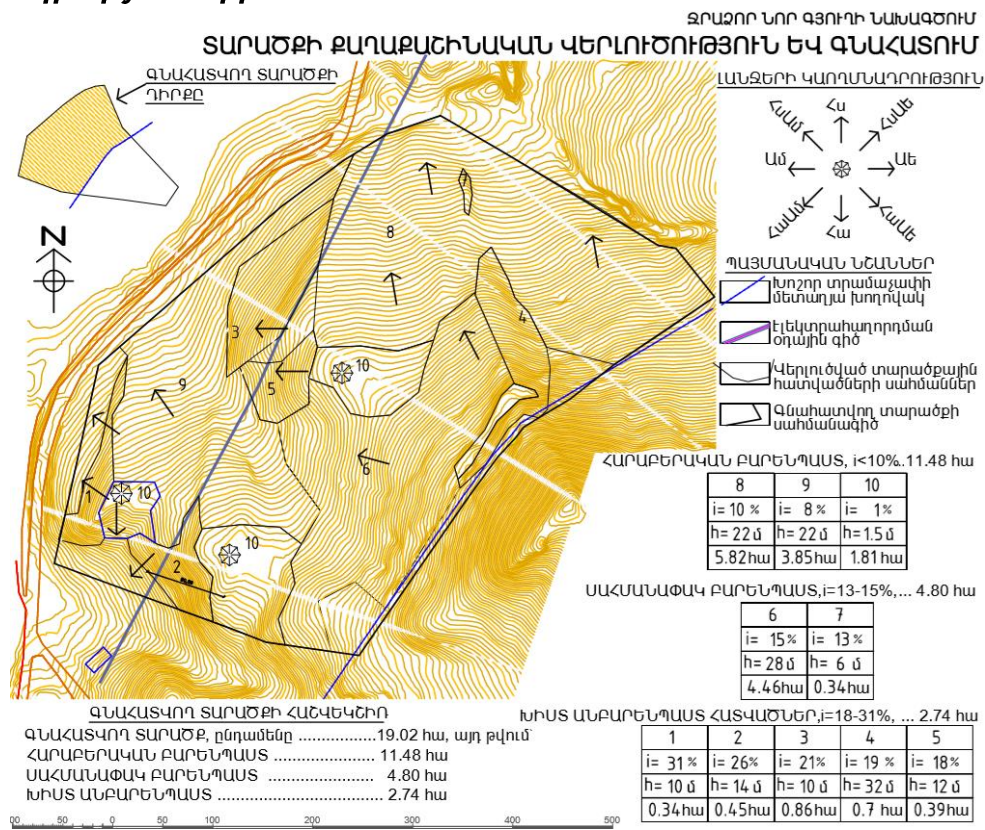 ԶՐԱՁՈՐ ՆՈՐ ԳՅՈՒՂԻ ՆԱԽԱԳԾՈՒՄ
ՏԱՐԱԾՔԻ ՔԱՂԱՔԱՇԻՆԱԿԱՆ ՎԵՐԼՈՒԾՈՒԹՅՈՒՆ ԵՎ ԳՆԱՀԱՏՈՒՄ
ԳՆԱՀԱՏՎՈՂ ՏԱՐԱԾՔԻ
ԴԻՐՔԸ
N
ԼԱՆՋԵՐԻ ԿՈՂՄՆԱԴՐՈՒԹՅՈՒՆ
ՀսԱմ Հս ՀսԱե
Ամ Աե
ՀաԱմ Հա ՀաԱե
ՊԱՅՄԱՆԱԿԱՆ ՆՇԱՆՆԵՐ
Խոշոր տրամաչափի
մետաղյա խողովակ
Էլեկտրահաղորդման
օդային գիծ
Վերլուծված տարածքային
հատվածների սահմաններ
Գնահատվող տարածքի
սահմանագիծ
7
8
4
3
10
9
5
6
1
10
10
2
ՀԱՐԱԲԵՐԱԿԱՆ ԲԱՐԵՆՊԱՍՏ, i<10%..11.48 հա
8 9 10
i= 10 % i= 8% i= 1%
h= 22 մ h= 22 մ h= 1.5 մ
5.82հա 3.85հա 1.81հա
ՍԱՀՄԱՆԱՓԱԿ ԲԱՐԵՆՊԱՍՏ,i=13-15%,... 4.80 հա
6 7
i= 15% i= 13%
h= 28 մ h= 6 մ
4.46հա 0.34հա
ԽԻՍՏ ԱՆԲԱՐԵՆՊԱՍՏ ՀԱՏՎԱԾՆԵՐ,i=18-31%, ... 2.74 հա
1 2 3 4 5
i= 31 % i= 26% i= 21% i= 19 % i= 18%
h= 10 մ h= 14 մ h= 10 մ h= 32 մ h= 12 մ
0.34հա 0.45հա 0.86հա 0.7 հա 0.39հա
ԳՆԱՀԱՏՎՈՂ ՏԱՐԱԾՔԻ ՀԱՇՎԵԿՇԻՌ
ԳՆԱՀԱՏՎՈՂ ՏԱՐԱԾՔ, ընդամենը .................19.02 հա, այդ թվում՝
ՀԱՐԱԲԵՐԱԿԱՆ ԲԱՐԵՆՊԱՍՏ ...................... 11.48 հա
ՍԱՀՄԱՆԱՓԱԿ ԲԱՐԵՆՊԱՍՏ ...................... 4.80 հա
ԽԻՍՏ ԱՆԲԱՐԵՆՊԱՍՏ .................................... 2.74 հա
50 0 50 100 200 300 400 500